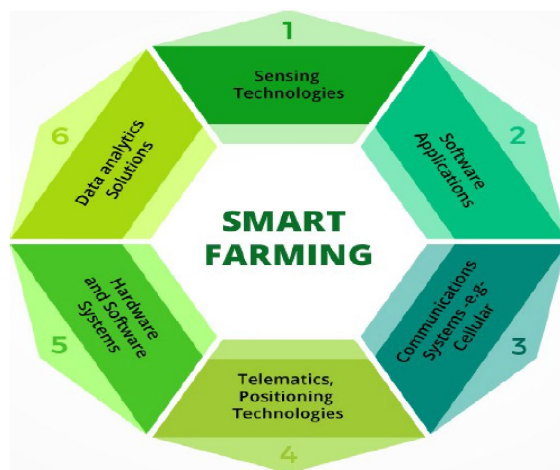 1
Sensing
Technologies
2
Software
Applications
3
Communications
Systems -e.g-
Cellular
4
Telematics,
Positioning
Technologies
5
Hardware
and Software
Systems
6
Data analytics
Solutions
SMART
FARMING